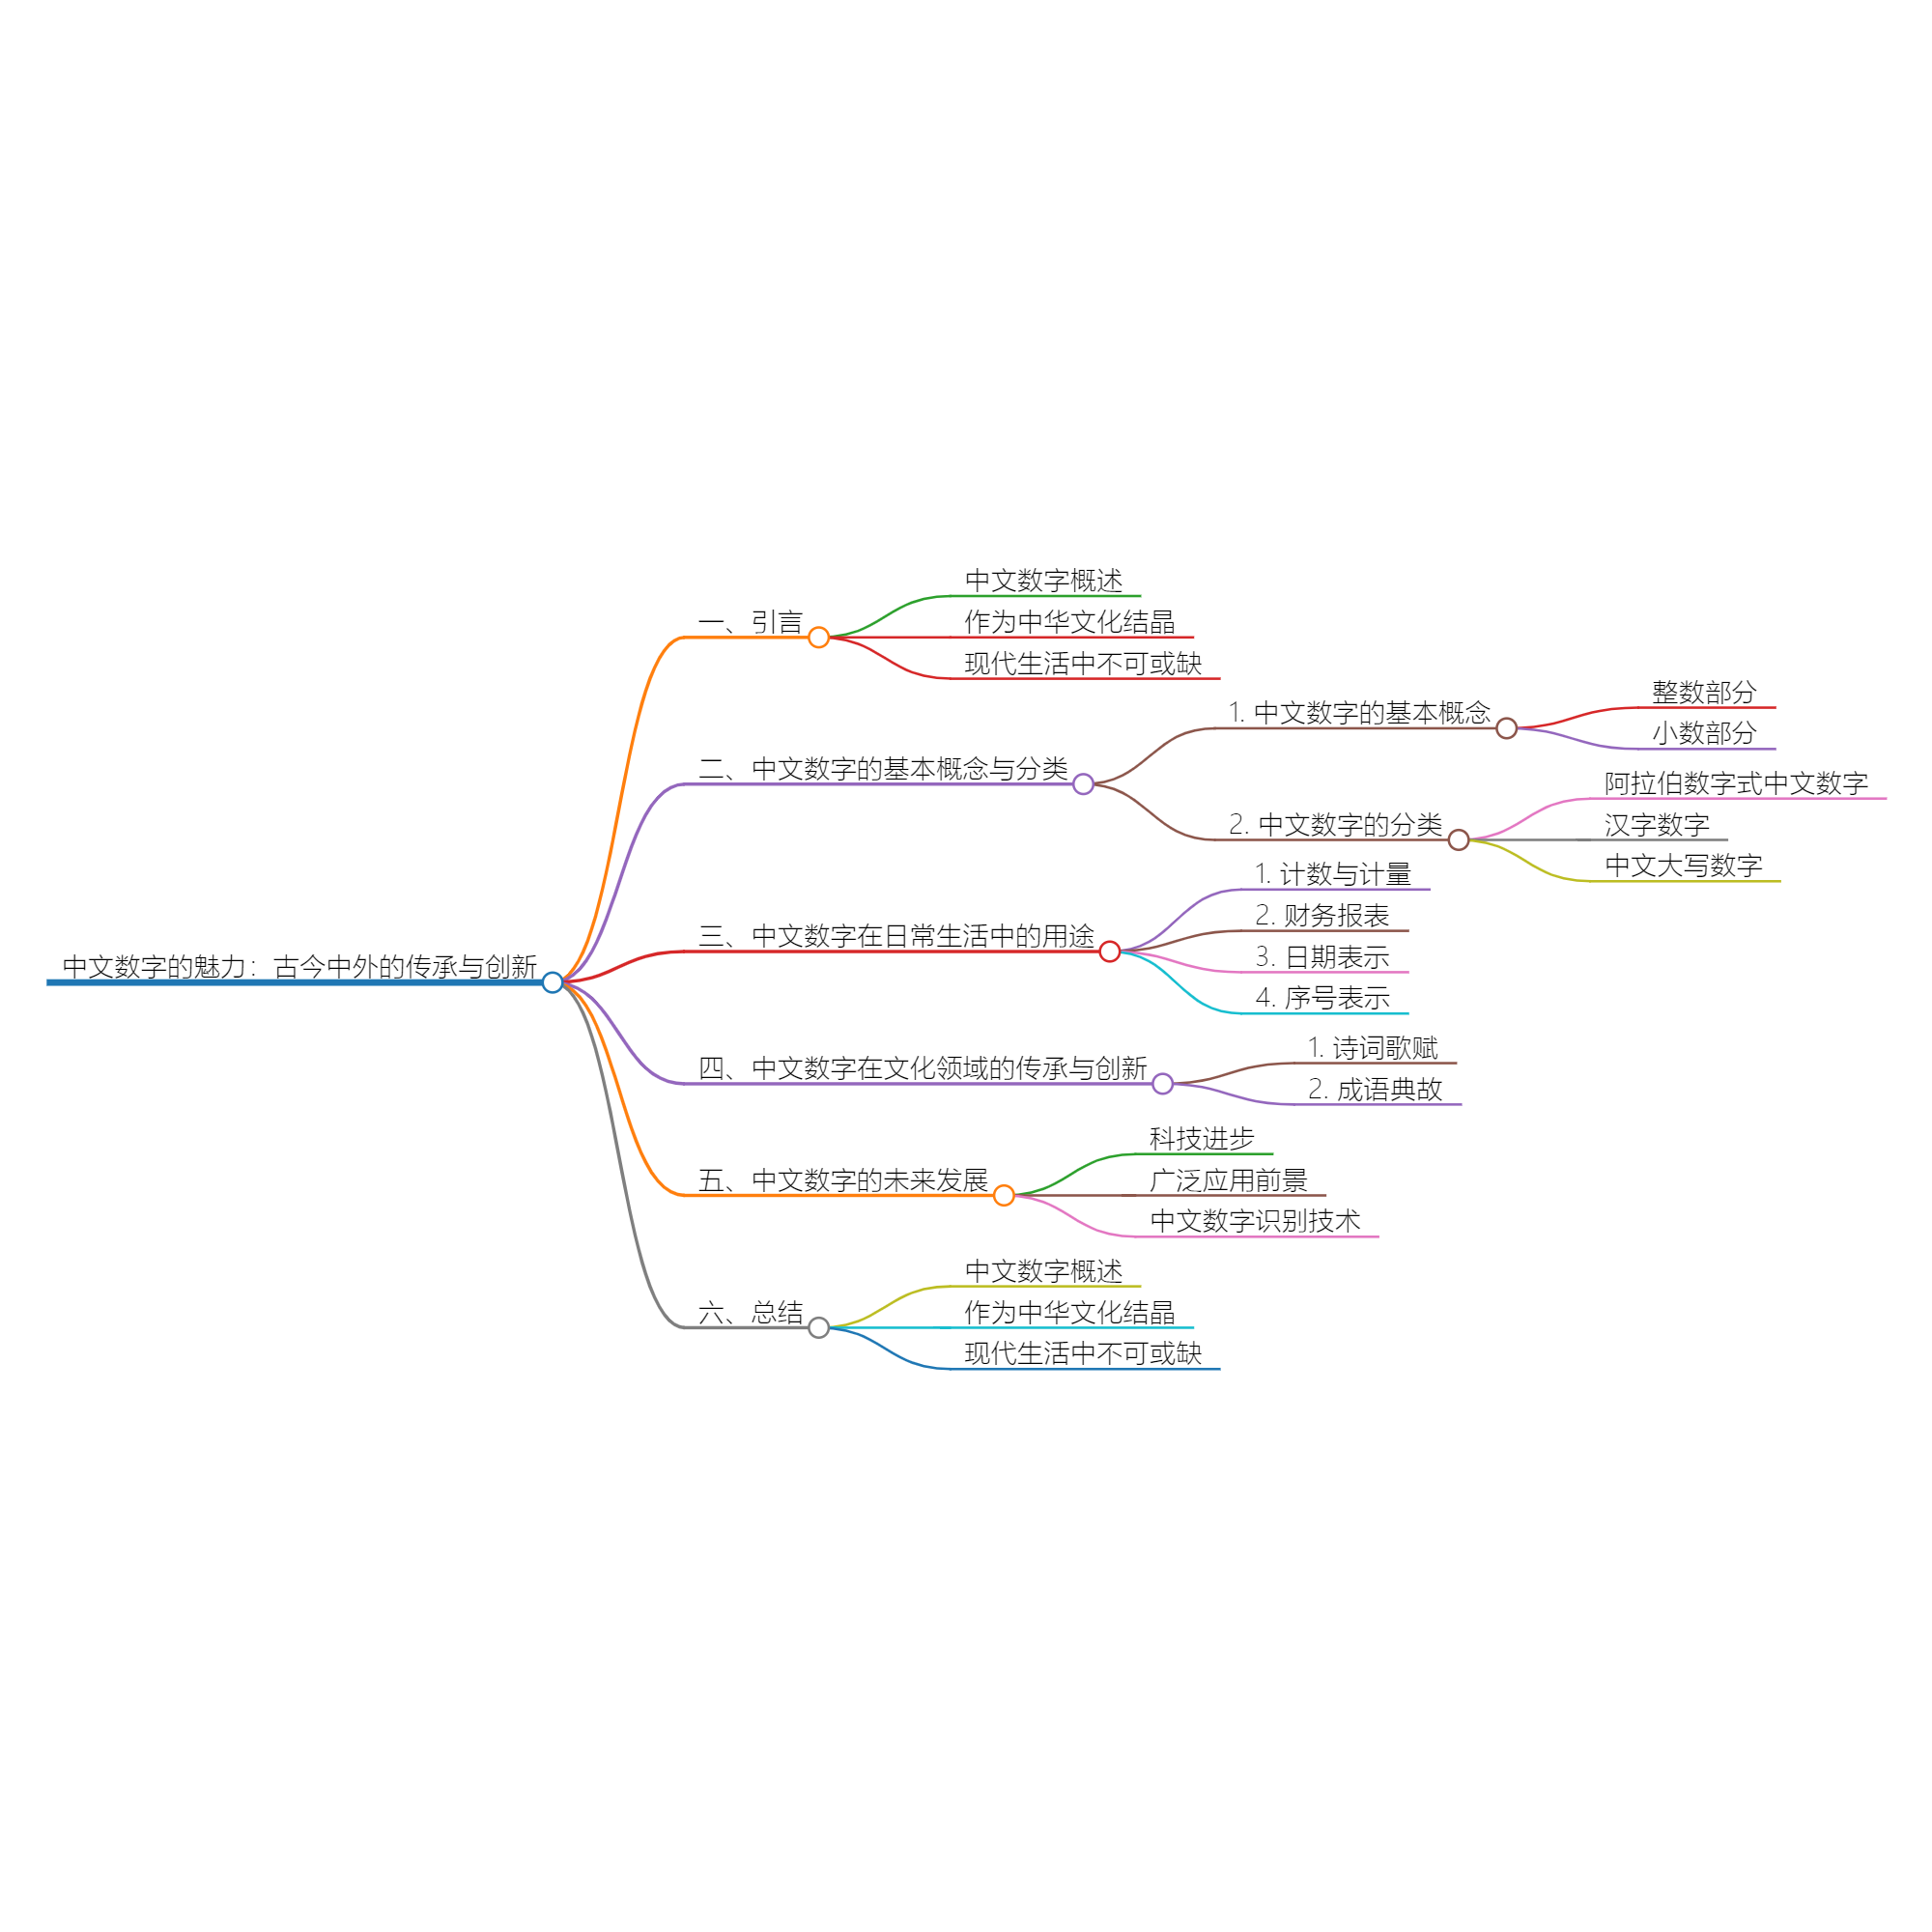 中文数字的魅力：古今中外的传承与创新
一、引言
中文数字概述
作为中华文化结晶
现代生活中不可或缺
二、中文数字的基本概念与分类
1. 中文数字的基本概念
整数部分
小数部分
2. 中文数字的分类
阿拉伯数字式中文数字
汉字数字
中文大写数字
三、中文数字在日常生活中的用途
1. 计数与计量
2. 财务报表
3. 日期表示
4. 序号表示
四、中文数字在文化领域的传承与创新
1. 诗词歌赋
2. 成语典故
五、中文数字的未来发展
科技进步
广泛应用前景
中文数字识别技术
六、总结
中文数字概述
作为中华文化结晶
现代生活中不可或缺